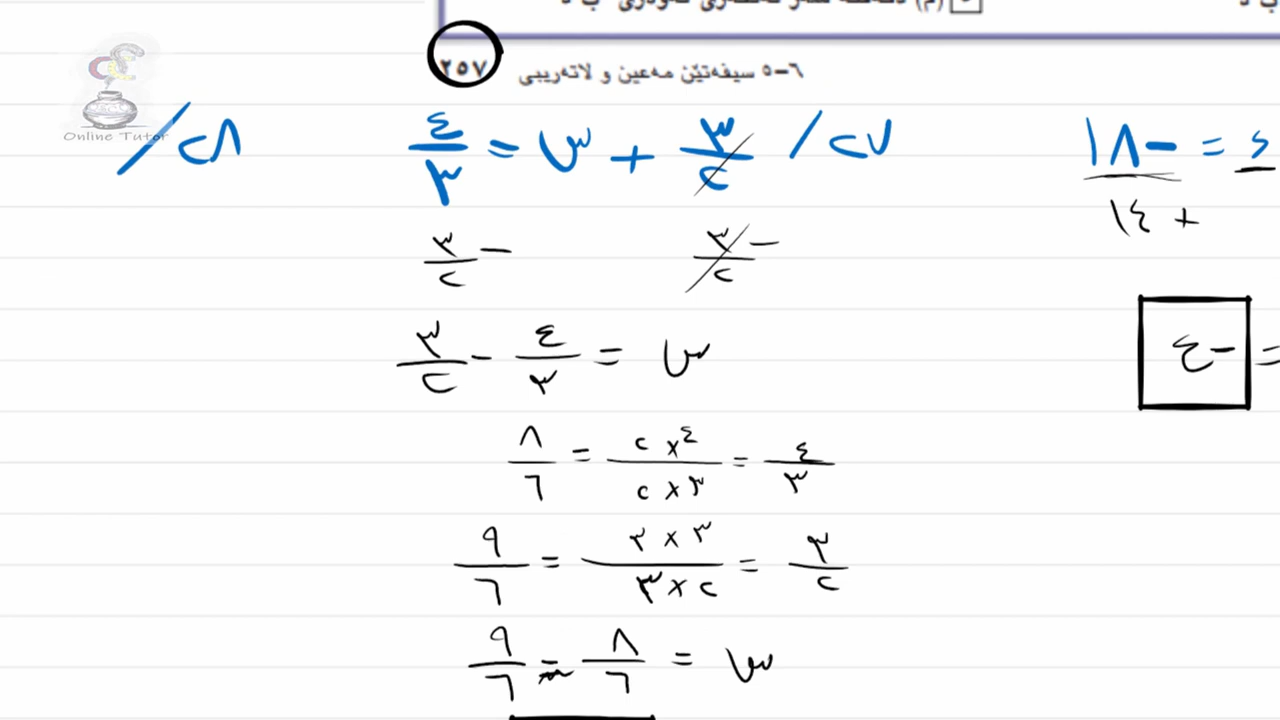 ٦-٥ سیفەتێن مەعین و لاتەریبی ٢٥٧
Online Tutor
= -١٨
+ ١٤
= -٤
٢٧/ ٣/٢ + س = ٤/٣
-٣/٢ -٣/٢
س = ٤/٣ - ٣/٢
٤/٣ = ٤×٢/٣×٢ = ٨/٦
٣/٢ = ٣×٣/٢×٣ = ٩/٦
س = ٨/٦ - ٩/٦
٢٨/